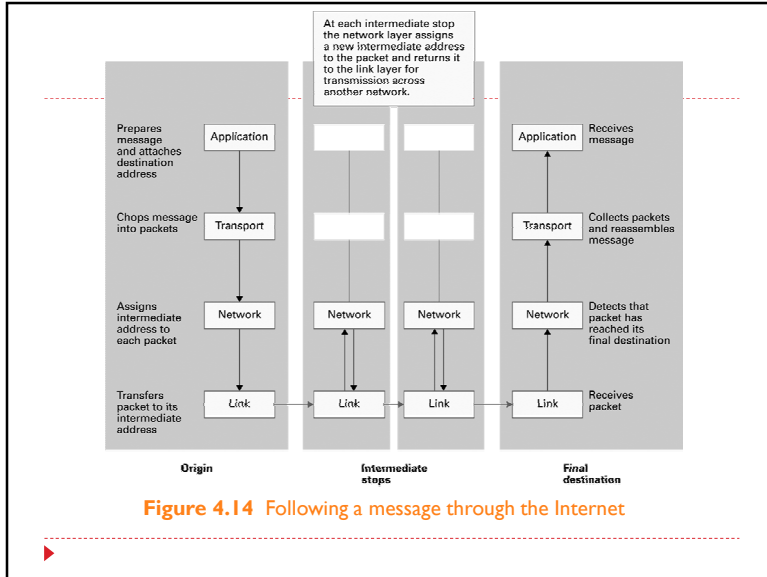 At each intermediate stop
the network layer assigns
a new intermediate address
to the packet and returns it
to the link layer for
transmission across
another network.
Prepares
message
and attaches
destination
address
Application
Application
Receives
message
Chops message
into packets
Transport
Transport
Collects packets
and reassembles
message
Assigns
intermediate
address to
each packet
Network
Network
Network
Network
Detects that
packet has
reached its
final destination
Transfers
packet to its
intermediate
address
Link
Link
Link
Link
Receives
packet
Origin
Intermediate
stops
Final
destination
Figure 4.14 Following a message through the Internet